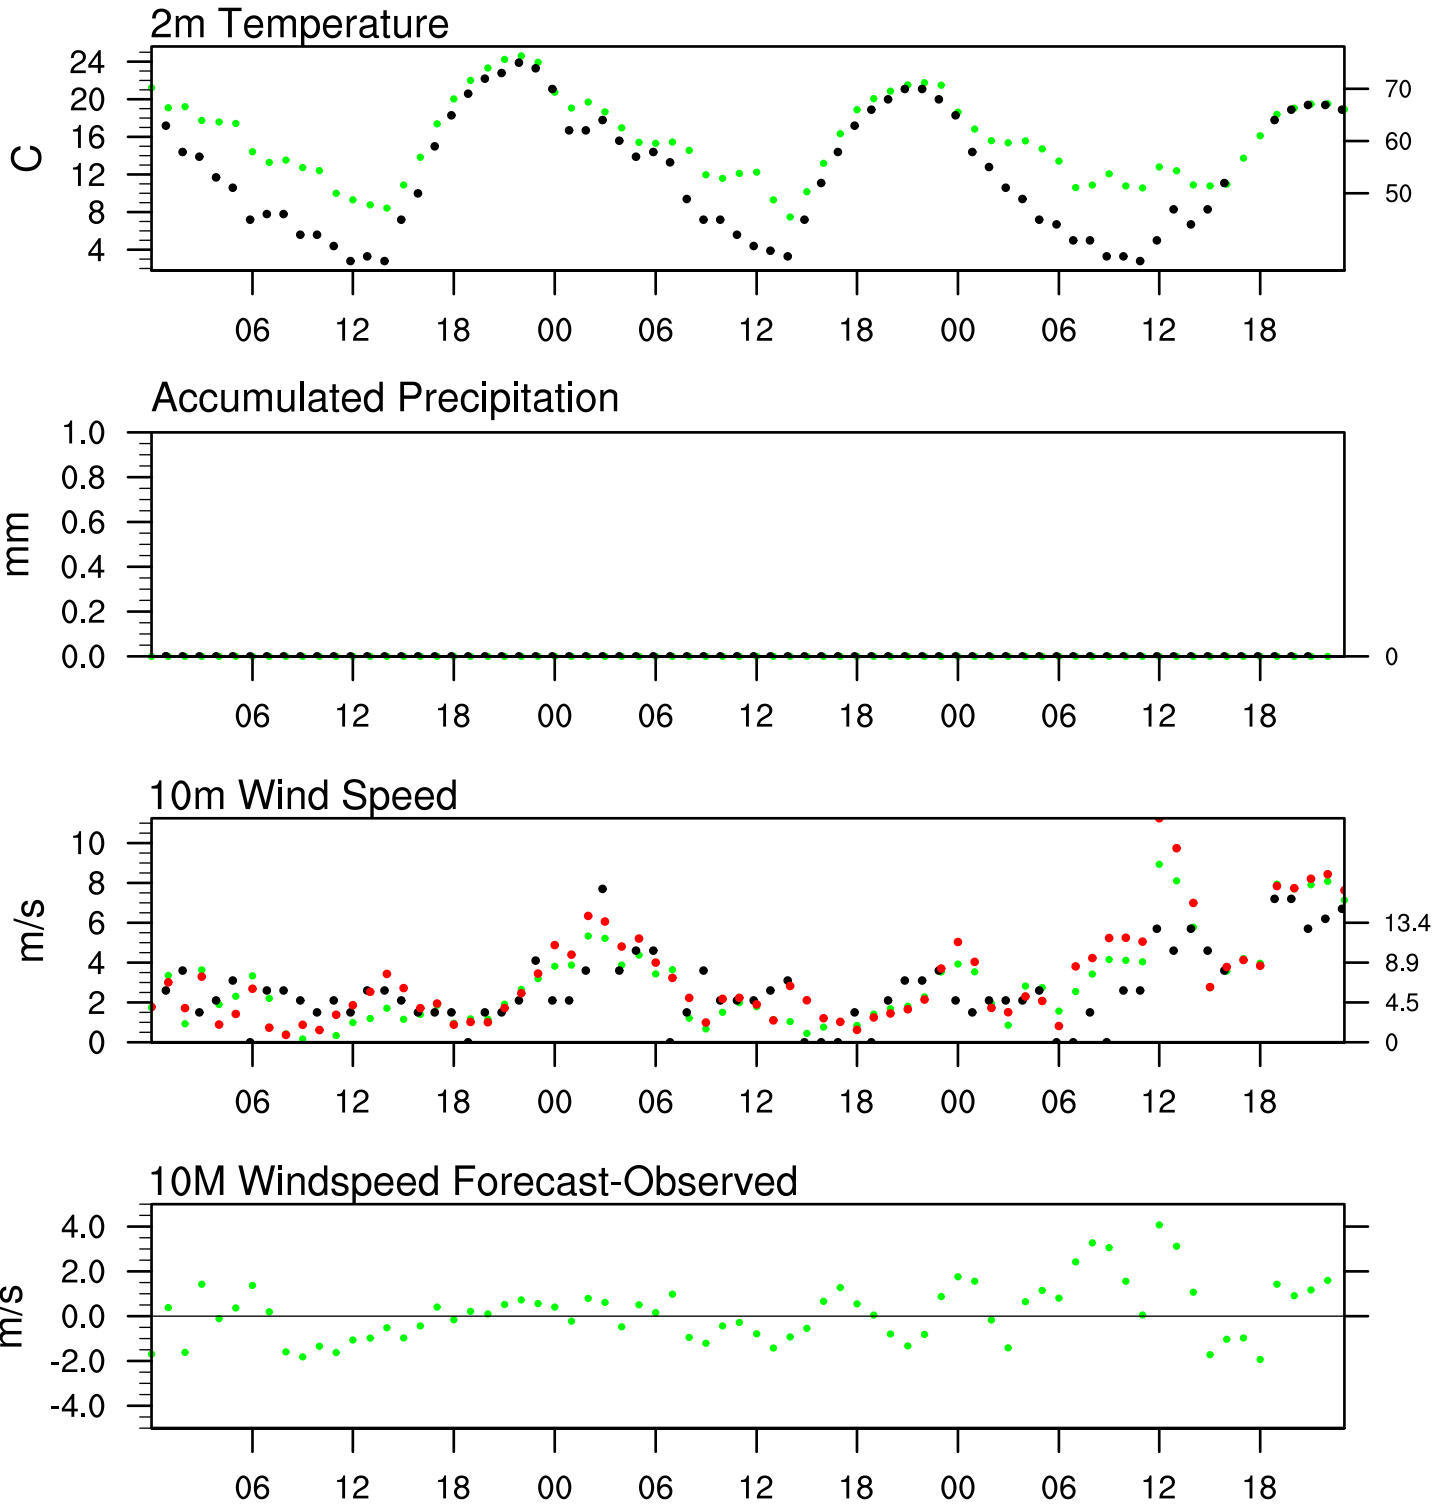 2m Temperature
24
20
16
12
8
4
C
70
60
50
06 12 18 00 06 12 18 00 06 12 18
Accumulated Precipitation
1.0
0.8
0.6
0.4
0.2
0.0
mm
0
06 12 18 00 06 12 18 00 06 12 18
10m Wind Speed
10
8
6
4
2
0
m/s
13.4
8.9
4.5
0
06 12 18 00 06 12 18 00 06 12 18
10M Windspeed Forecast-Observed
4.0
2.0
0.0
-2.0
-4.0
m/s
06 12 18 00 06 12 18 00 06 12 18